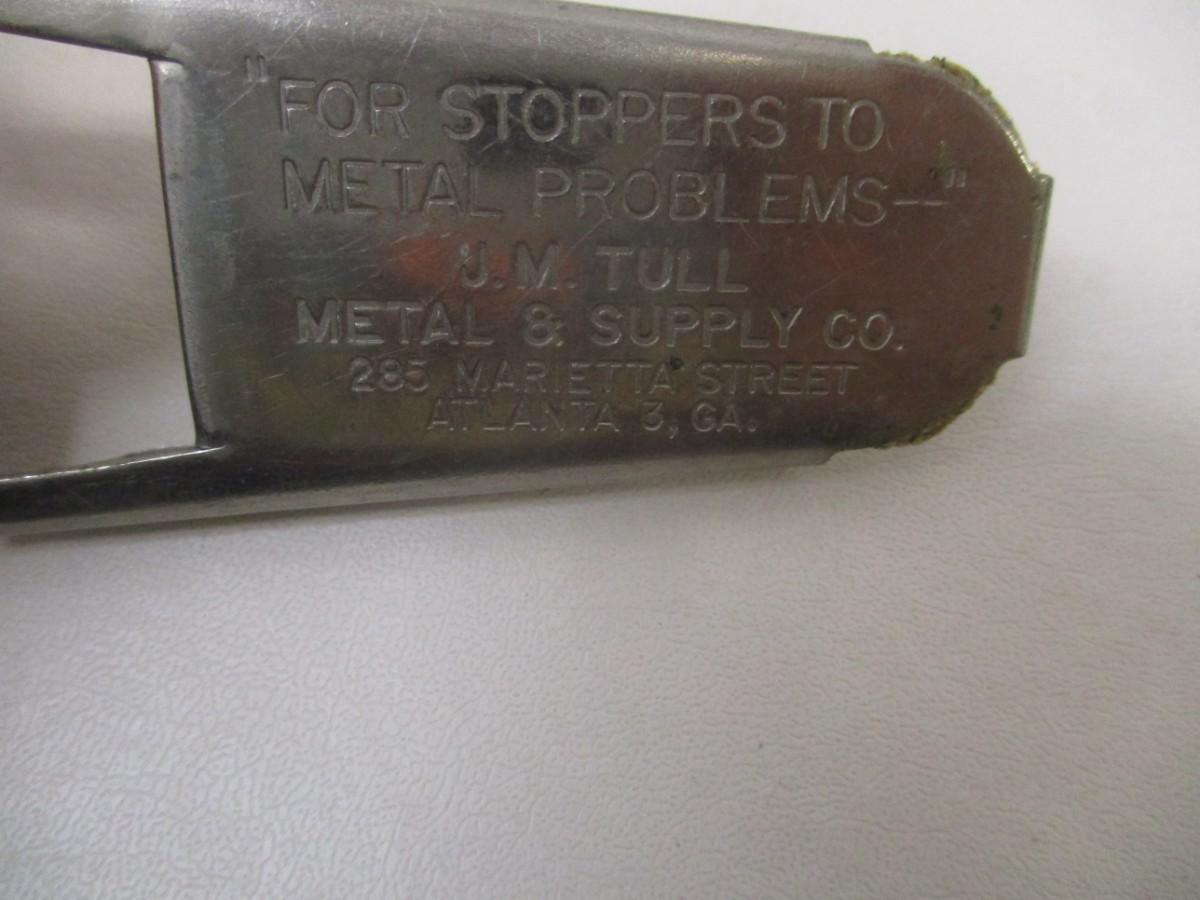 "FOR STOPPERS TO
METAL PROBLEMS—"
J. M. TULL
METAL & SUPPLY CO.
285 MARIETTA STREET
ATLANTA 3, GA.